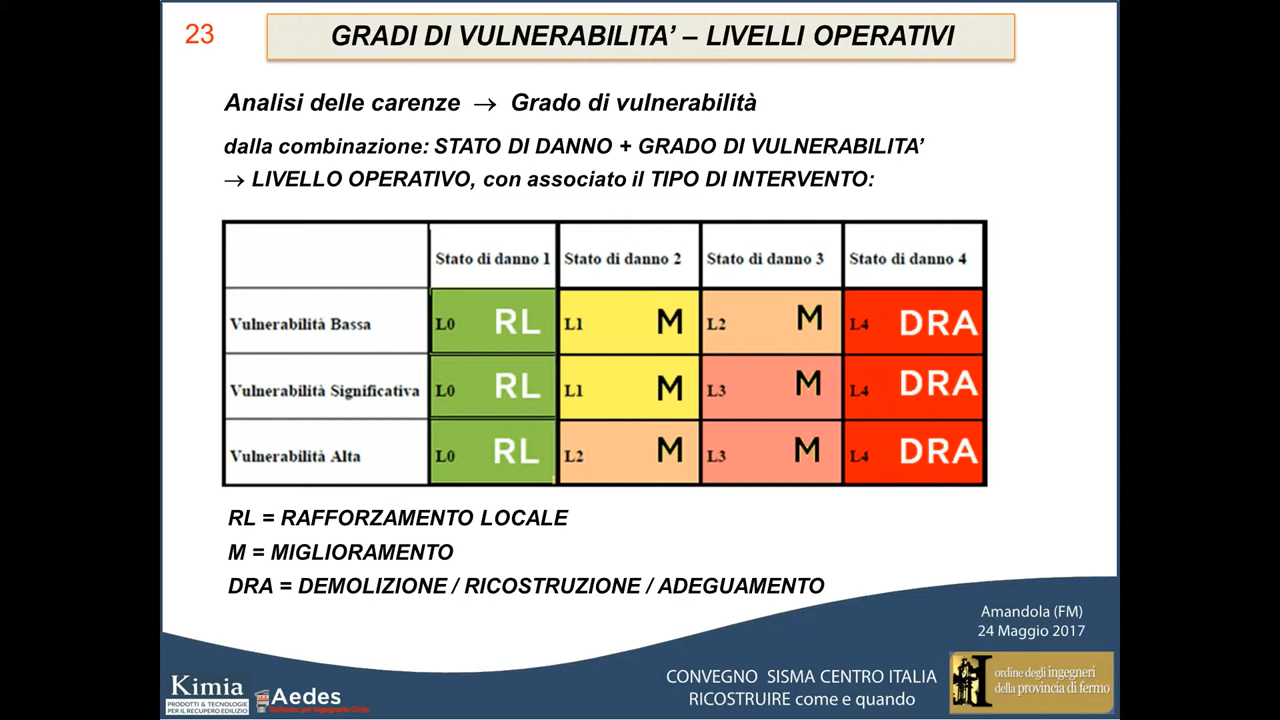 23
GRADI DI VULNERABILITA’ – LIVELLI OPERATIVI
Analisi delle carenze → Grado di vulnerabilità
dalla combinazione: STATO DI DANNO + GRADO DI VULNERABILITA’
→ LIVELLO OPERATIVO, con associato il TIPO DI INTERVENTO:
Stato di danno 1 Stato di danno 2 Stato di danno 3 Stato di danno 4
Vulnerabilità Bassa L0 RL L1 M L2 M L4 DRA
Vulnerabilità Significativa L0 RL L1 M L3 M L4 DRA
Vulnerabilità Alta L0 RL L2 M L3 M L4 DRA
RL = RAFFORZAMENTO LOCALE
M = MIGLIORAMENTO
DRA = DEMOLIZIONE / RICOSTRUZIONE / ADEGUAMENTO
Amandola (FM)
24 Maggio 2017
CONVEGNO SISMA CENTRO ITALIA
RICOSTRUIRE come e quando
ordine degli ingegneri
della provincia di fermo
Kimia
PRODOTTI & TECNOLOGIE
PER IL RECUPERO EDILIZIO
Aedes
Software per Ingegneria Civile